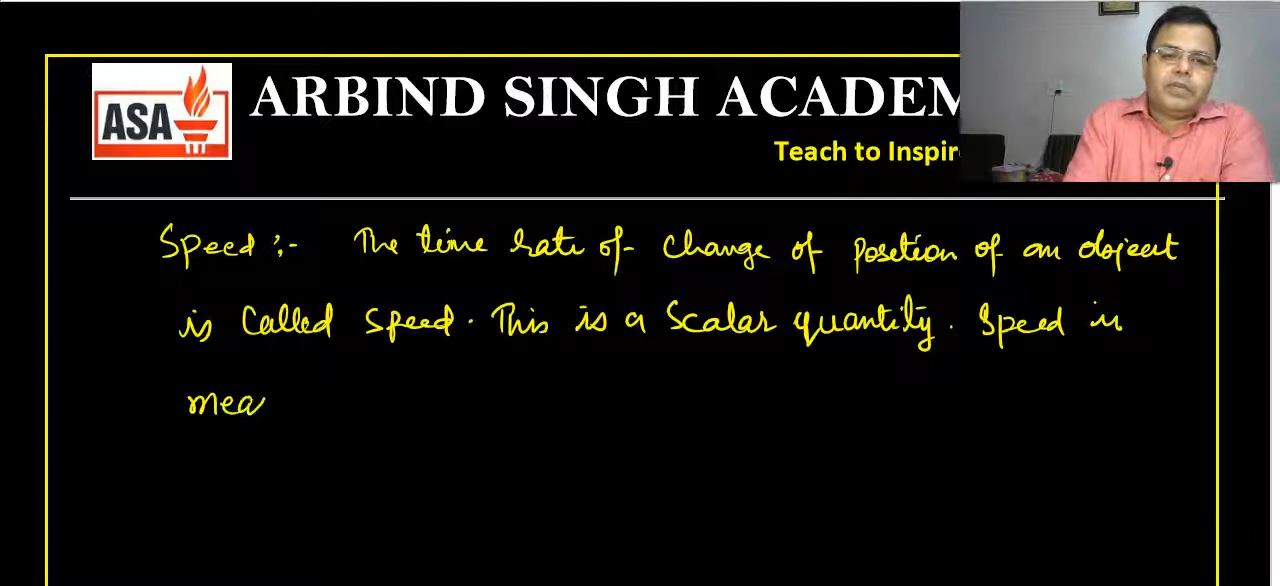 ASA
ARBIND SINGH ACADEM
Teach to Inspire
Speed :- The time rate of change of position of an object
is called speed. This is a scalar quantity. Speed is
mea